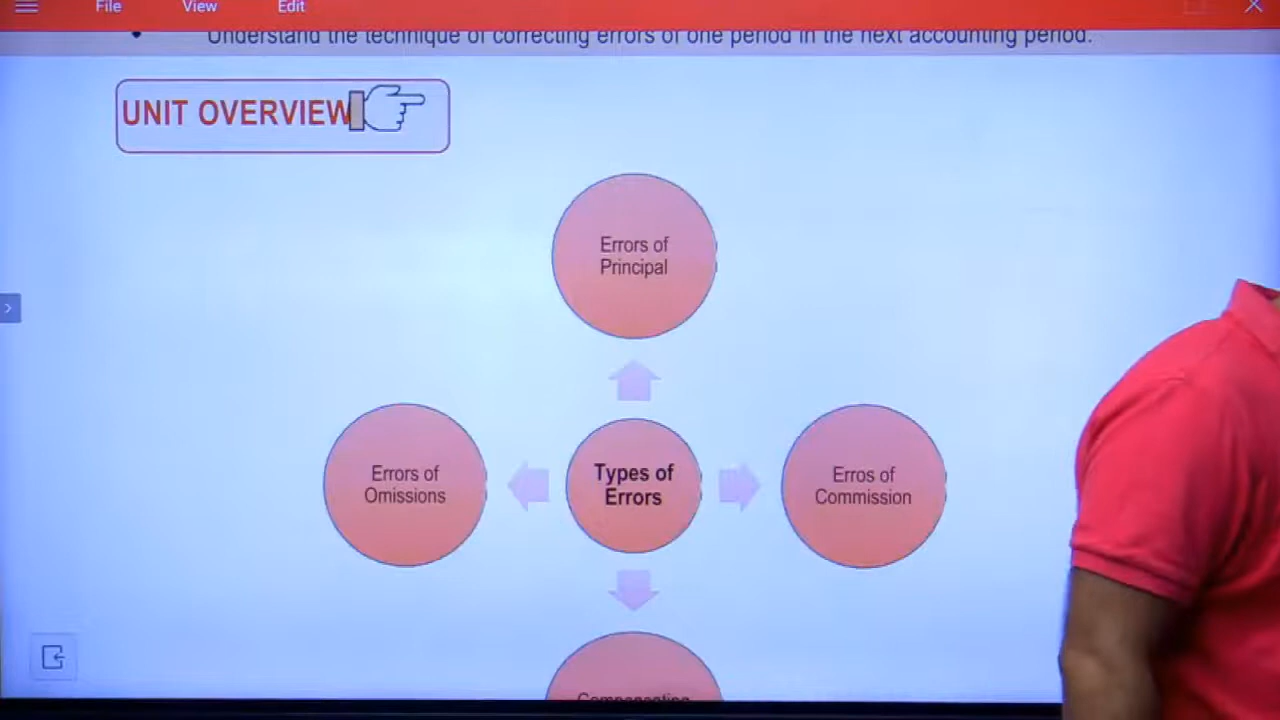 File View Edit
• Understand the technique of correcting errors of one period in the next accounting period.
UNIT OVERVIEW
Errors of
Principal
Errors of
Omissions
Types of
Errors
Erros of
Commission
Compensating